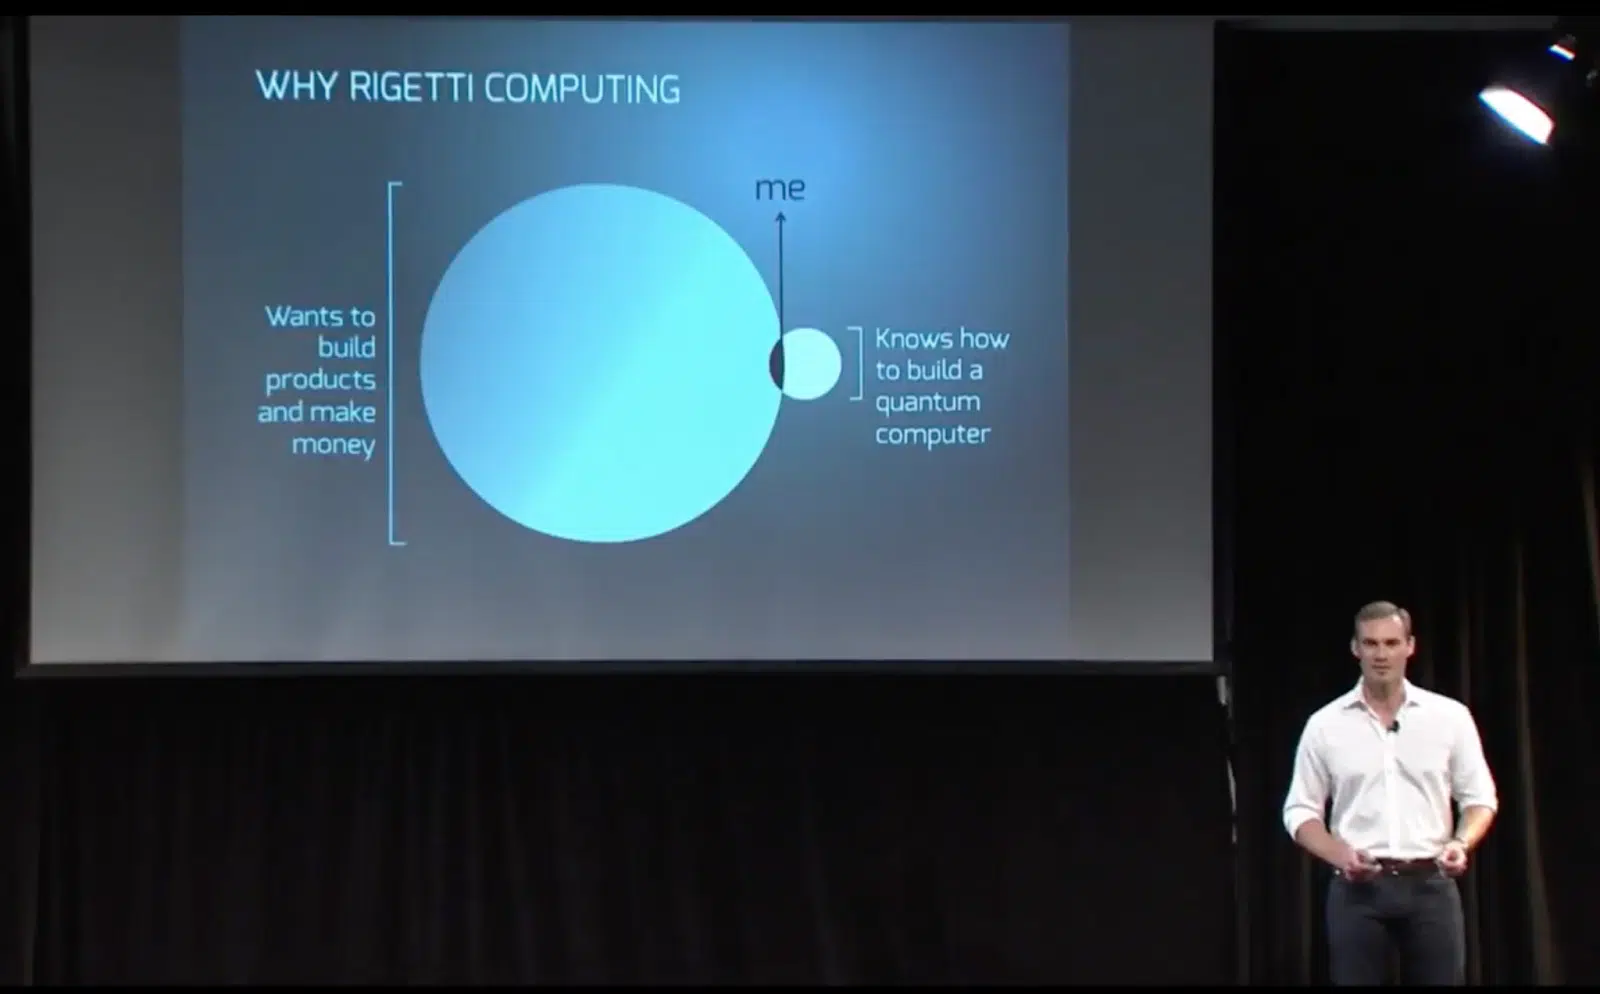 WHY RIGETTI COMPUTING
me
Wants to
build
products
and make
money
Knows how
to build a
quantum
computer